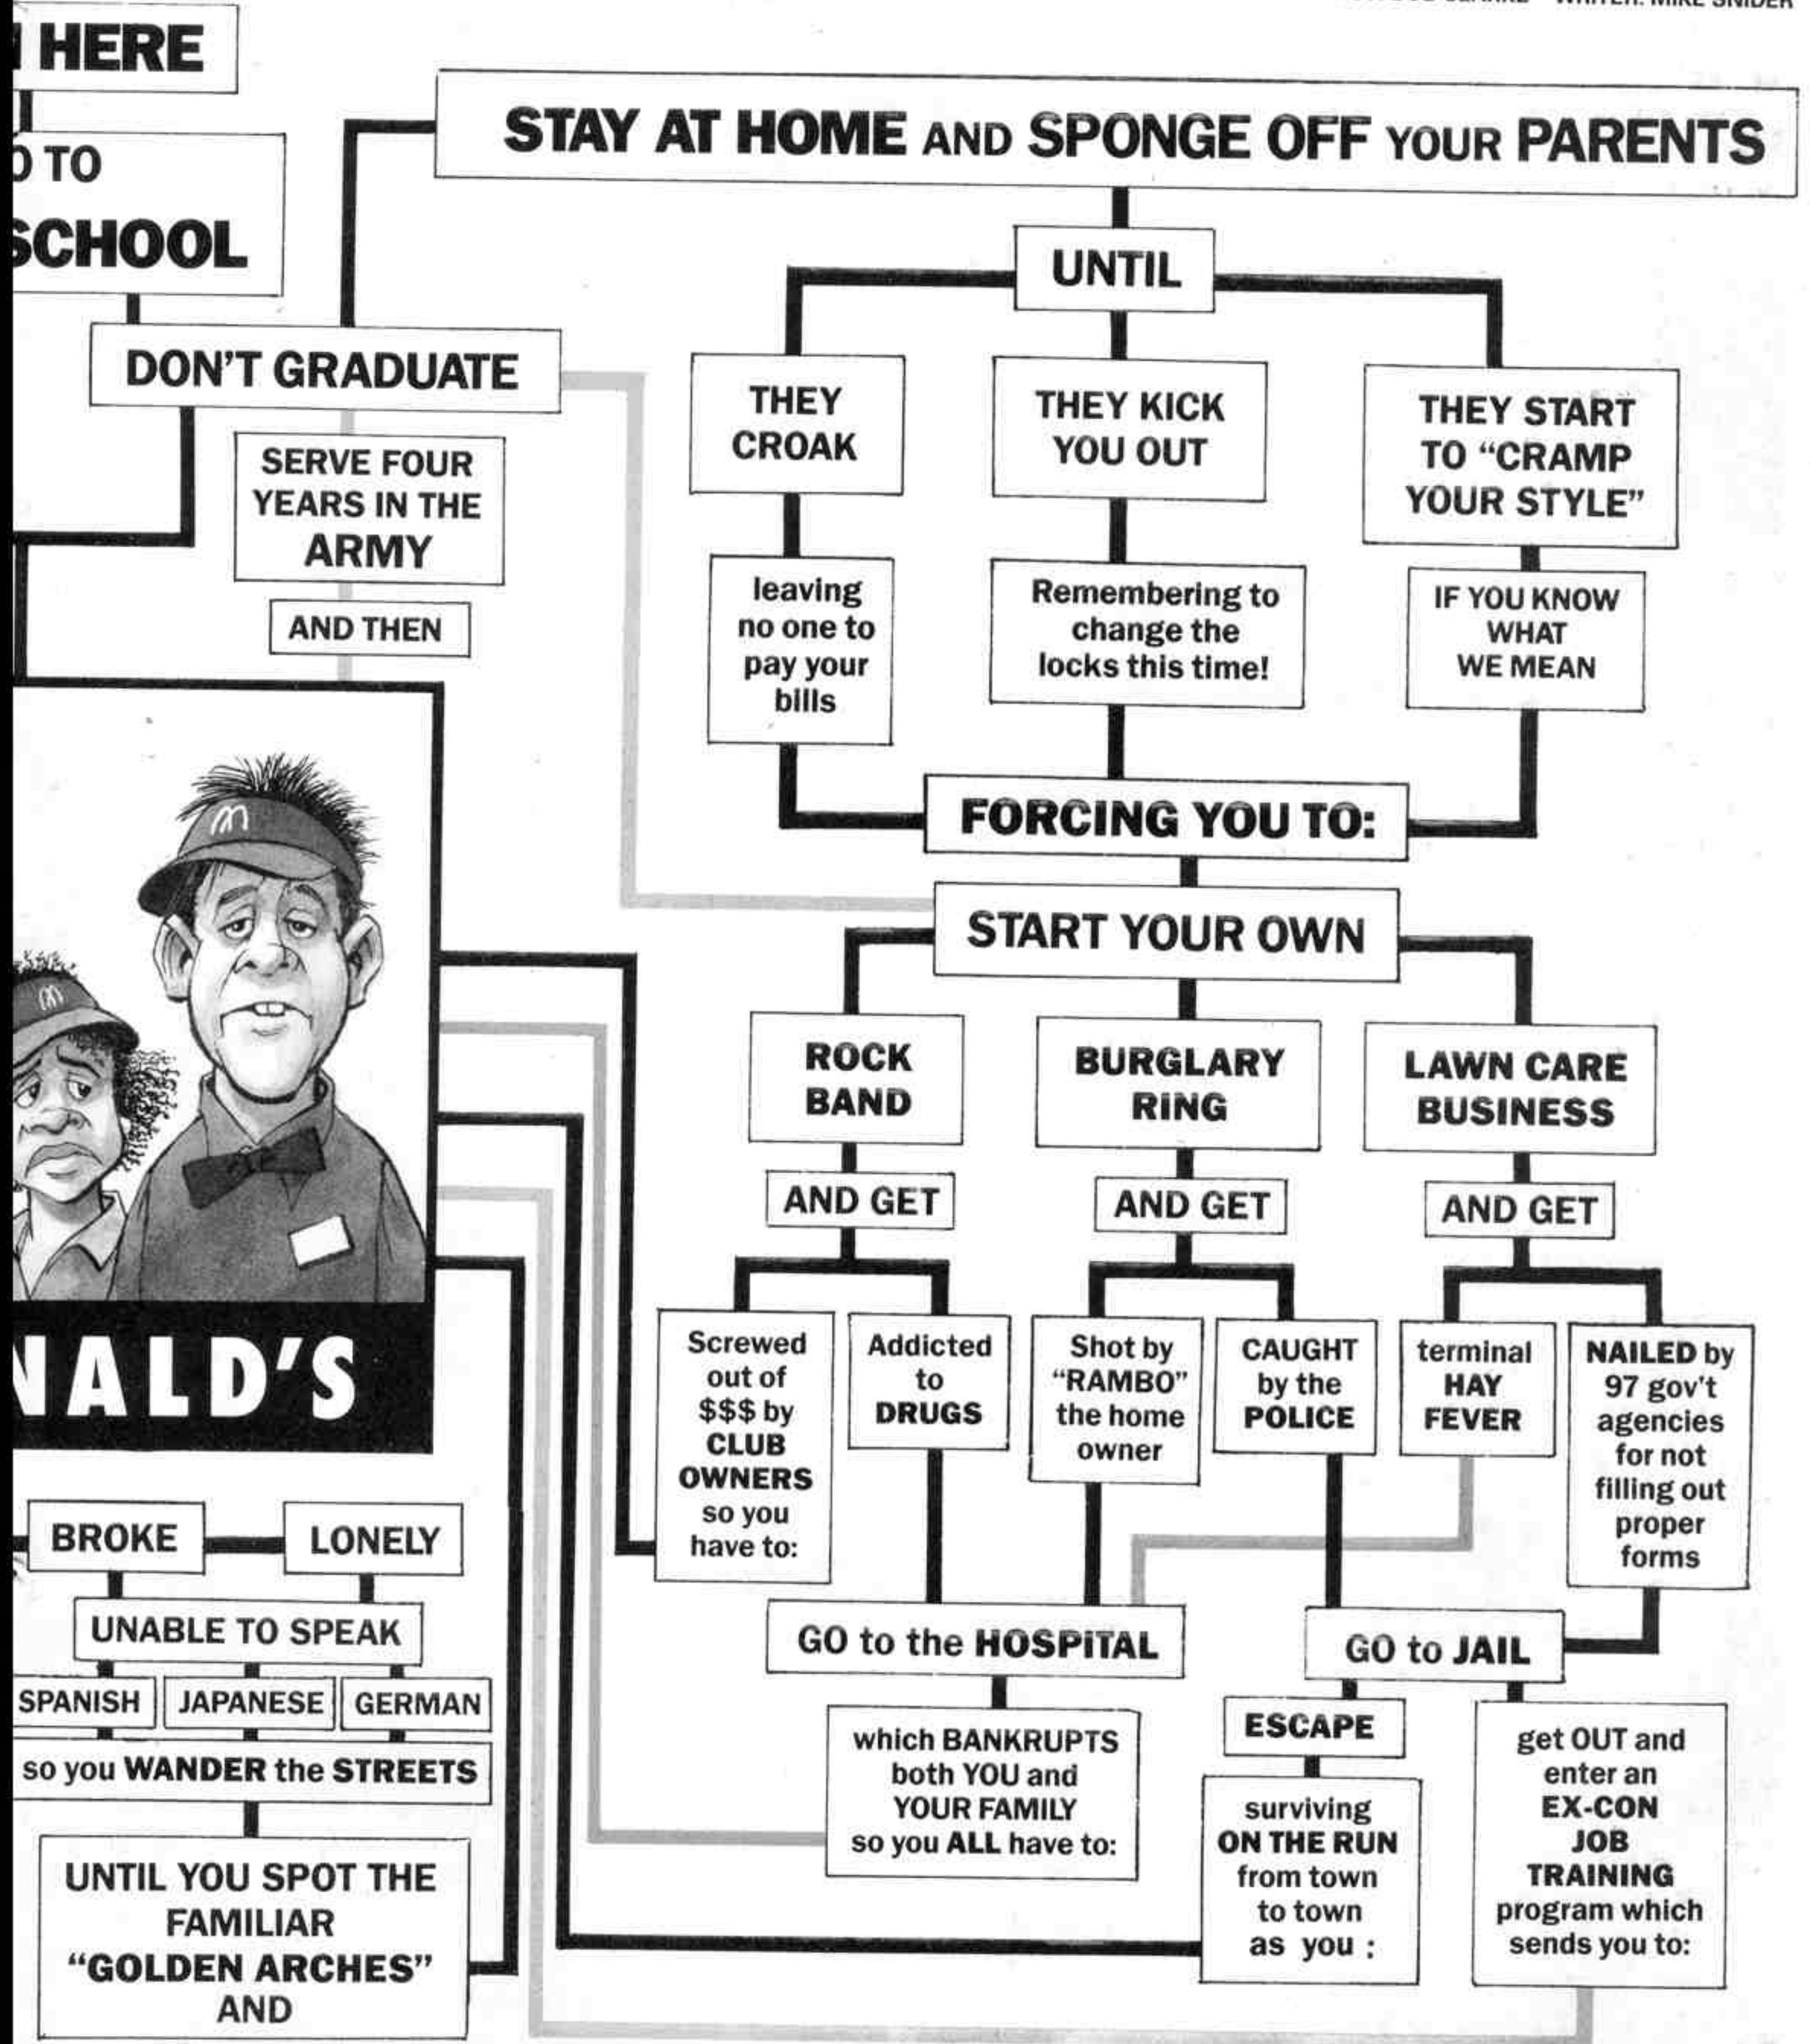 WRITER: MIKE SNIDER
HERE
TO
SCHOOL
STAY AT HOME AND SPONGE OFF YOUR PARENTS
UNTIL
DON'T GRADUATE
SERVE FOUR
YEARS IN THE
ARMY
AND THEN
THEY
CROAK
leaving
no one to
pay your
bills
THEY KICK
YOU OUT
Remembering to
change the
locks this time!
THEY START
TO “CRAMP
YOUR STYLE”
IF YOU KNOW
WHAT
WE MEAN
FORCING YOU TO:
START YOUR OWN
ROCK
BAND
AND GET
Screwed
out of
$$$ by
CLUB
OWNERS
so you
have to:
Addicted
to
DRUGS
BURGLARY
RING
AND GET
Shot by
“RAMBO”
the home
owner
CAUGHT
by the
POLICE
LAWN CARE
BUSINESS
AND GET
terminal
HAY
FEVER
NAILED by
97 gov't
agencies
for not
filling out
proper
forms
GO to the HOSPITAL
which BANKRUPTS
both YOU and
YOUR FAMILY
so you ALL have to:
GO to JAIL
ESCAPE
surviving
ON THE RUN
from town
to town
as you :
get OUT and
enter an
EX-CON
JOB
TRAINING
program which
sends you to:
NALD'S
BROKE
LONELY
UNABLE TO SPEAK
SPANISH
JAPANESE
GERMAN
so you WANDER the STREETS
UNTIL YOU SPOT THE
FAMILIAR
“GOLDEN ARCHES”
AND